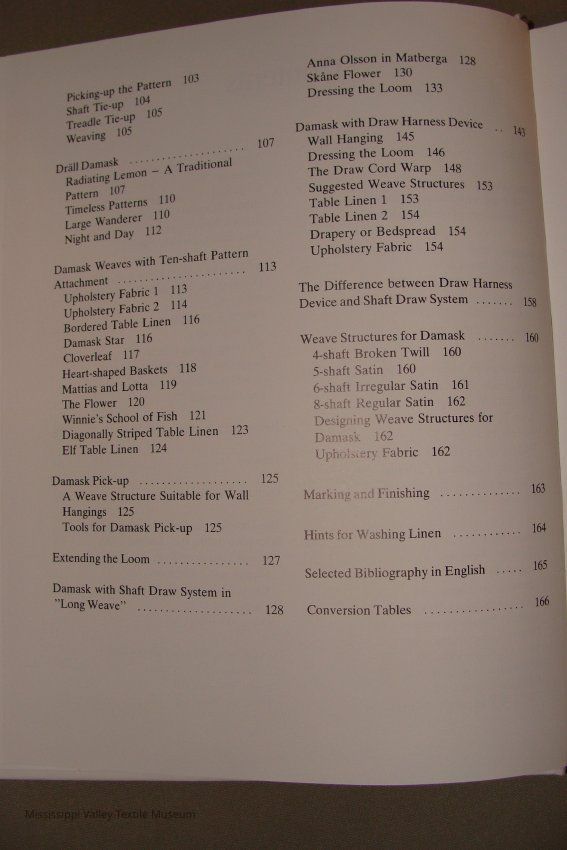 Picking-up the Pattern 103
Shaft Tie-up 104
Treadle Tie-up 105
Weaving 105
Dräll Damask .................... 107
Radiating Lemon – A Traditional
Pattern 107
Timeless Patterns 110
Large Wanderer 110
Night and Day 112
Damask Weaves with Ten-shaft Pattern
Attachment ...................... 113
Upholstery Fabric 1 113
Upholstery Fabric 2 114
Bordered Table Linen 116
Damask Star 116
Cloverleaf 117
Heart-shaped Baskets 118
Mattias and Lotta 119
The Flower 120
Winnie's School of Fish 121
Diagonally Striped Table Linen 123
Elf Table Linen 124
Damask Pick-up ................... 125
A Weave Structure Suitable for Wall
Hangings 125
Tools for Damask Pick-up 125
Extending the Loom ................ 127
Damask with Shaft Draw System in
"Long Weave" .................... 128
Anna Olsson in Matberga 128
Skåne Flower 130
Dressing the Loom 133
Damask with Draw Harness Device .. 143
Wall Hanging 145
Dressing the Loom 146
The Draw Cord Warp 148
Suggested Weave Structures 153
Table Linen 1 153
Table Linen 2 154
Drapery or Bedspread 154
Upholstery Fabric 154
The Difference between Draw Harness
Device and Shaft Draw System ....... 158
Weave Structures for Damask ....... 160
4-shaft Broken Twill 160
5-shaft Satin 160
6-shaft Irregular Satin 161
8-shaft Regular Satin 162
Designing Weave Structures for
Damask 162
Upholstery Fabric 162
Marking and Finishing .............. 163
Hints for Washing Linen ............ 164
Selected Bibliography in English ..... 165
Conversion Tables ................. 166
Mississippi Valley Textile Museum